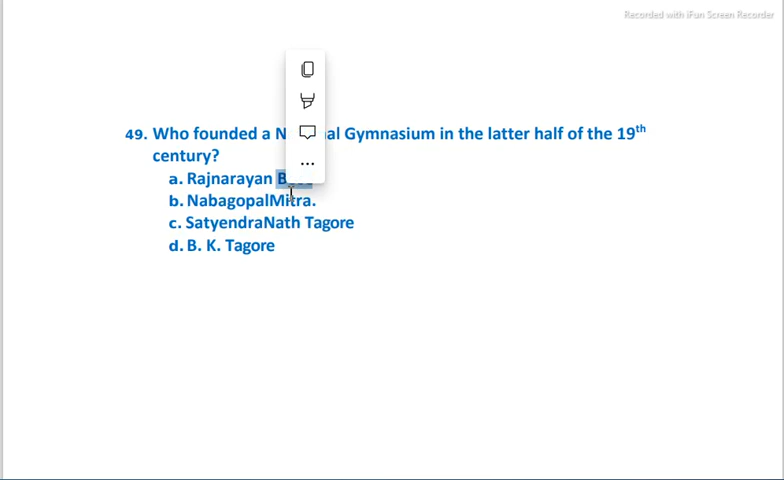 Recorded with iFun Screen Recorder
49. Who founded a N al Gymnasium in the latter half of the 19th
century?
a. Rajnarayan
b. NabagopalMitra.
c. SatyendraNath Tagore
d. B. K. Tagore